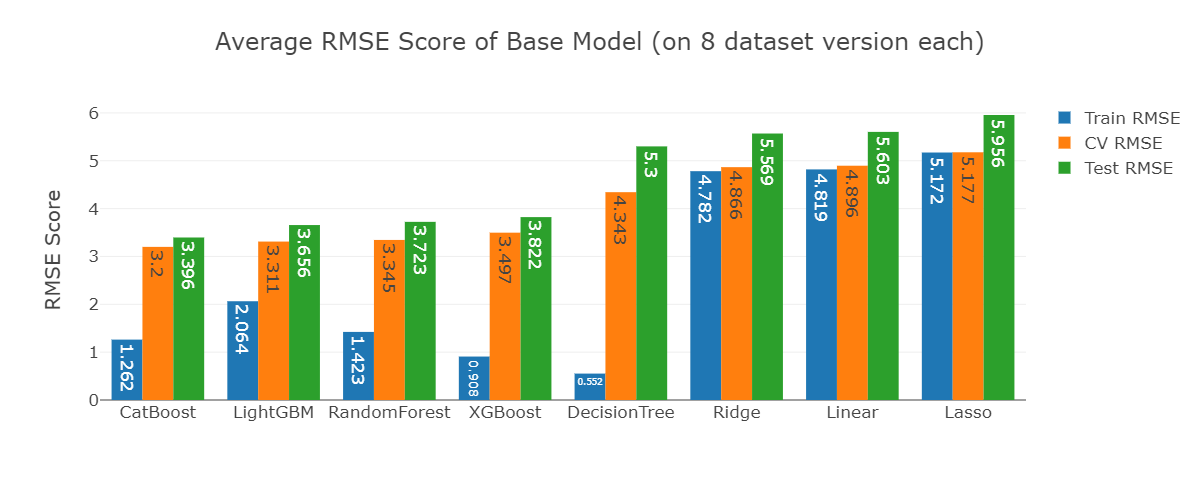 Average RMSE Score of Base Model (on 8 dataset version each)
RMSE Score
6
5
4
3
2
1
0
1.262
3.2
3.396
2.064
3.311
3.656
1.423
3.345
3.723
0.908
3.497
3.822
0.552
4.343
5.3
4.782
4.866
5.569
4.819
4.896
5.603
5.172
5.177
5.956
CatBoost
LightGBM
RandomForest
XGBoost
DecisionTree
Ridge
Linear
Lasso
Train RMSE
CV RMSE
Test RMSE